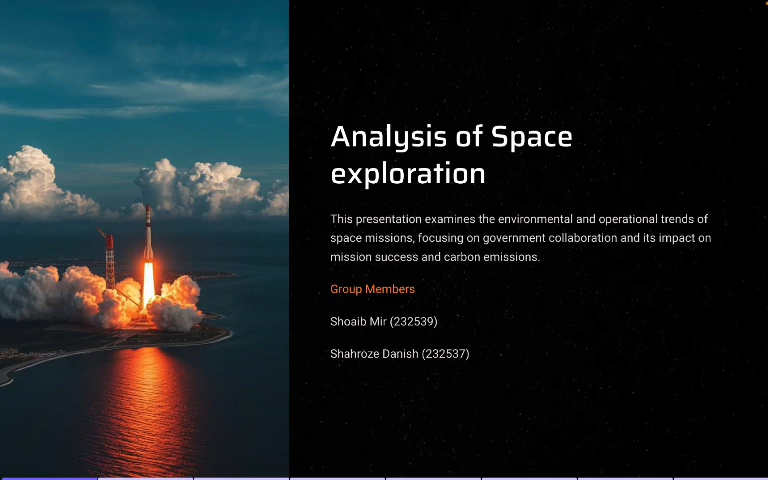 Analysis of Space
exploration
This presentation examines the environmental and operational trends of
space missions, focusing on government collaboration and its impact on
mission success and carbon emissions.
Group Members
Shoaib Mir (232539)
Shahroze Danish (232537)